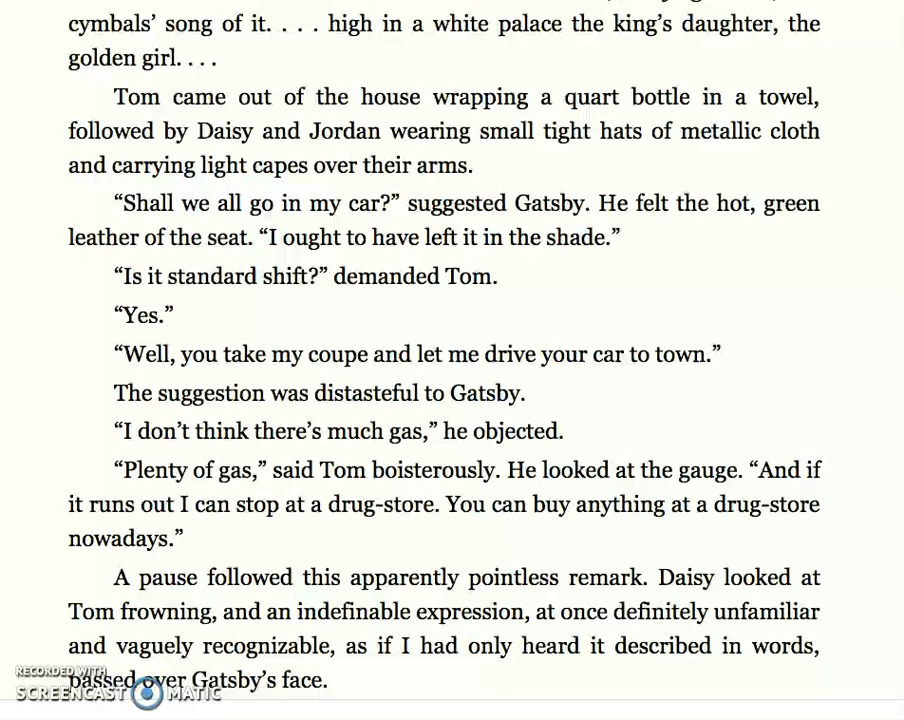 cymbals’ song of it. . . . high in a white palace the king’s daughter, the
golden girl. . . .
Tom came out of the house wrapping a quart bottle in a towel,
followed by Daisy and Jordan wearing small tight hats of metallic cloth
and carrying light capes over their arms.
“Shall we all go in my car?” suggested Gatsby. He felt the hot, green
leather of the seat. “I ought to have left it in the shade.”
“Is it standard shift?” demanded Tom.
“Yes.”
“Well, you take my coupe and let me drive your car to town.”
The suggestion was distasteful to Gatsby.
“I don’t think there’s much gas,” he objected.
“Plenty of gas,” said Tom boisterously. He looked at the gauge. “And if
it runs out I can stop at a drug-store. You can buy anything at a drug-store
nowadays.”
A pause followed this apparently pointless remark. Daisy looked at
Tom frowning, and an indefinable expression, at once definitely unfamiliar
and vaguely recognizable, as if I had only heard it described in words,
passed over Gatsby’s face.
RECORDED WITH
SCREENCAST MATIC